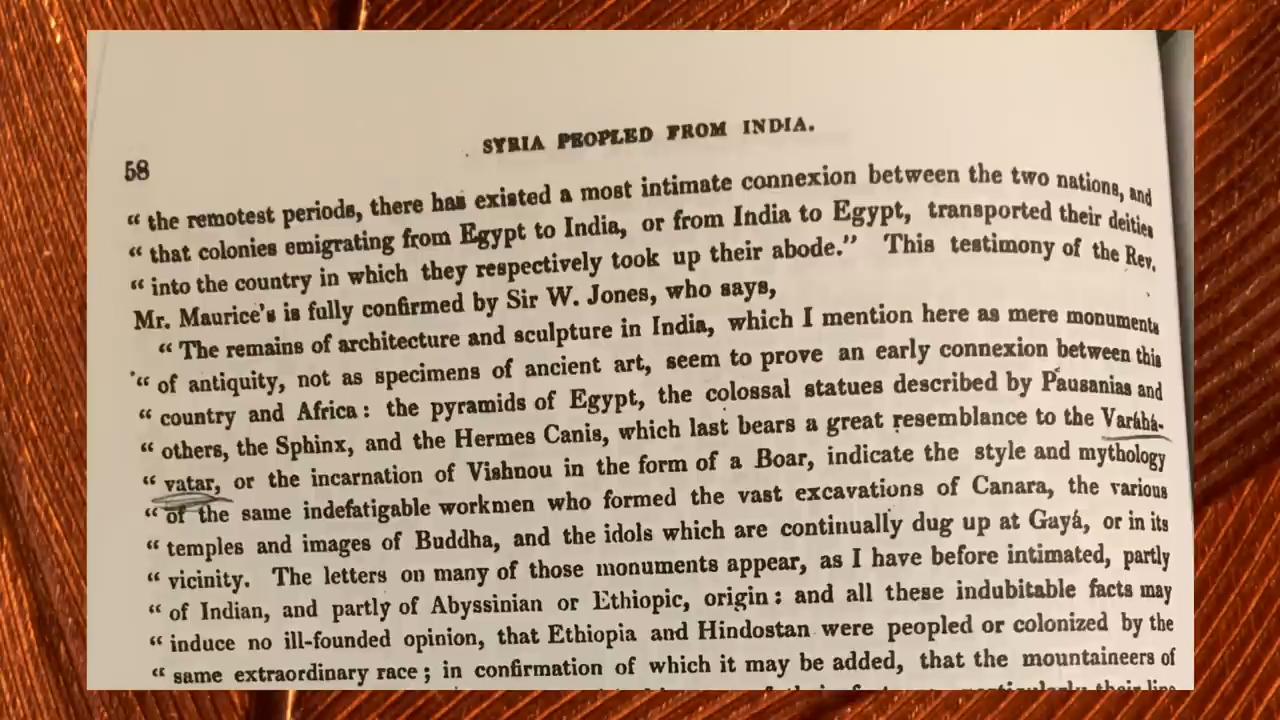 58
SYRIA PEOPLED FROM INDIA.
“ the remotest periods, there has existed a most intimate connexion between the two nations, and
“ that colonies emigrating from Egypt to India, or from India to Egypt, transported their deities
“ into the country in which they respectively took up their abode.” This testimony of the Rev.
Mr. Maurice's is fully confirmed by Sir W. Jones, who says,
“ The remains of architecture and sculpture in India, which I mention here as mere monuments
“ of antiquity, not as specimens of ancient art, seem to prove an early connexion between this
“ country and Africa: the pyramids of Egypt, the colossal statues described by Pausanias and
“ others, the Sphinx, and the Hermes Canis, which last bears a great resemblance to the Varáhá-
“ vatar, or the incarnation of Vishnou in the form of a Boar, indicate the style and mythology
“ of the same indefatigable workmen who formed the vast excavations of Canara, the various
“ temples and images of Buddha, and the idols which are continually dug up at Gayá, or in its
“ vicinity. The letters on many of those monuments appear, as I have before intimated, partly
“ of Indian, and partly of Abyssinian or Ethiopic, origin: and all these indubitable facts may
“ induce no ill-founded opinion, that Ethiopia and Hindostan were peopled or colonized by the
“ same extraordinary race; in confirmation of which it may be added, that the mountaineers of
particularly their line